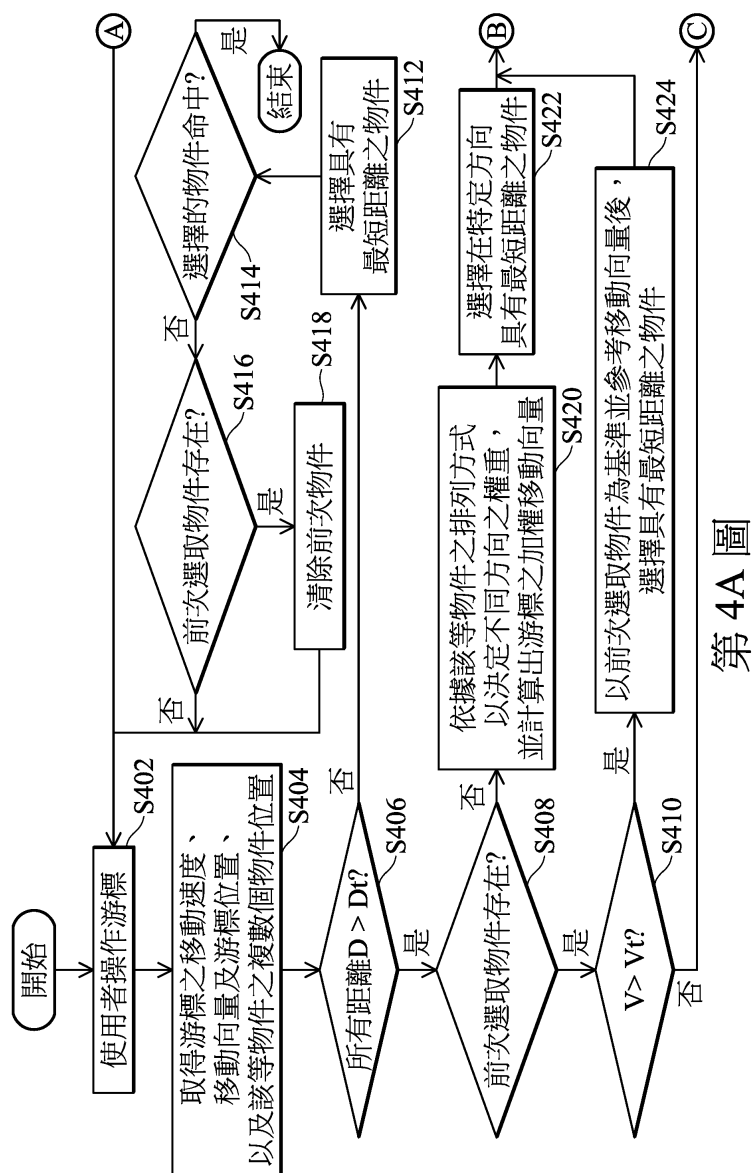 開始
使用者操作游標
S402
取得游標之移動速度、
移動向量及游標位置、
以及該等物件之複數個物件位置
S404
所有距離D > Dt?
S406
否
是
前次選取物件存在?
S408
否
是
V> Vt?
S410
是
否
選擇具有
最短距離之物件
S412
選擇的物件命中?
S414
是
結束
否
前次選取物件存在?
S416
是
否
清除前次物件
S418
依據該等物件之排列方式
以決定不同方向之權重，
並計算出游標之加權移動向量
S420
選擇在特定方向
具有最短距離之物件
S422
以前次選取物件為基準並參考移動向量後，
選擇具有最短距離之物件
S424
A
B
C
第 4A 圖